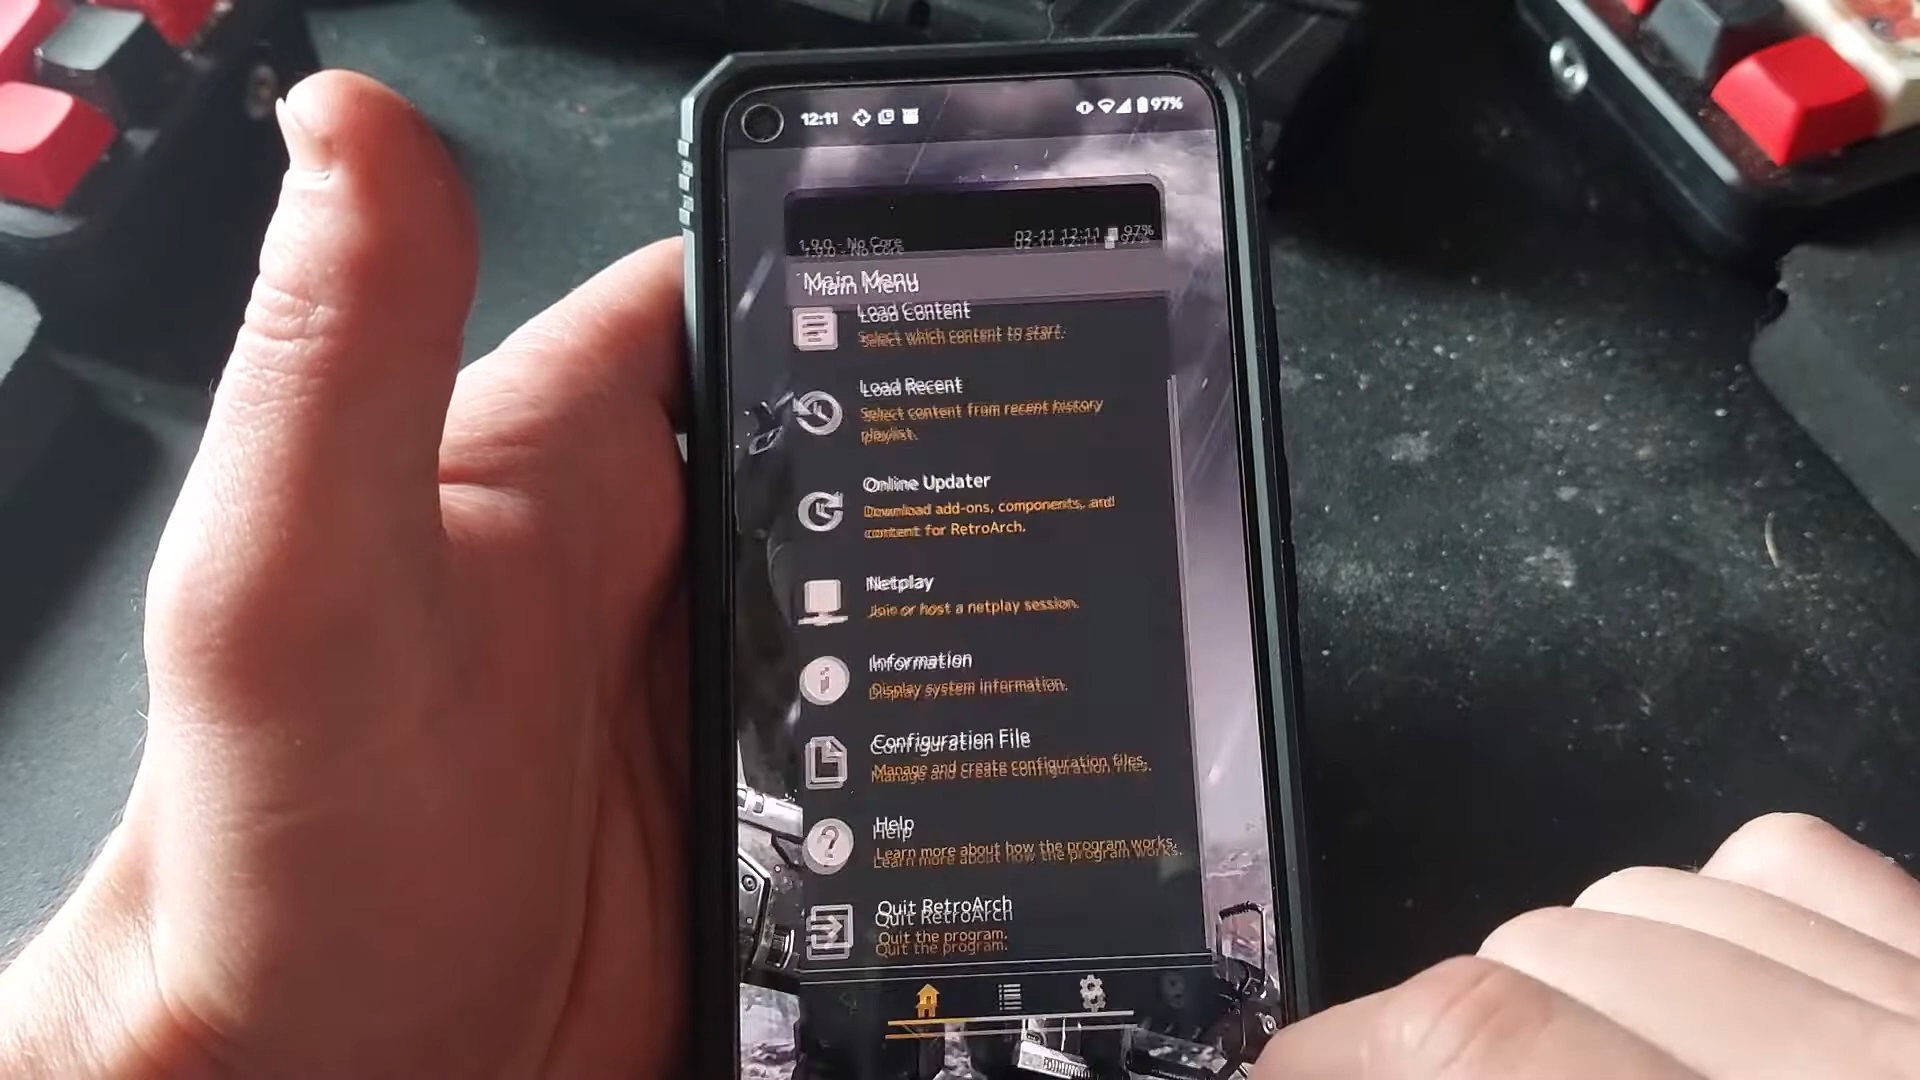 12:11
97%
1.9.0 - No Core
02-11 12:11 97%
Main Menu
Load Content
Select which content to start.
Load Recent
Select content from recent history
playlist.
Online Updater
Download add-ons, components, and
content for RetroArch.
Netplay
Join or host a netplay session.
Information
Display system information.
Configuration File
Manage and create configuration files.
Help
Learn more about how the program works.
Quit RetroArch
Quit the program.